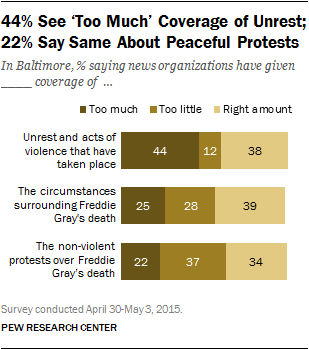 44% See ‘Too Much’ Coverage of Unrest;
22% Say Same About Peaceful Protests
In Baltimore, % saying news organizations have given
____ coverage of ...
Too much Too little Right amount
Unrest and acts of
violence that have
taken place
44 12 38
The circumstances
surrounding Freddie
Gray's death
25 28 39
The non-violent
protests over Freddie
Gray’s death
22 37 34
Survey conducted April 30-May 3, 2015.
PEW RESEARCH CENTER